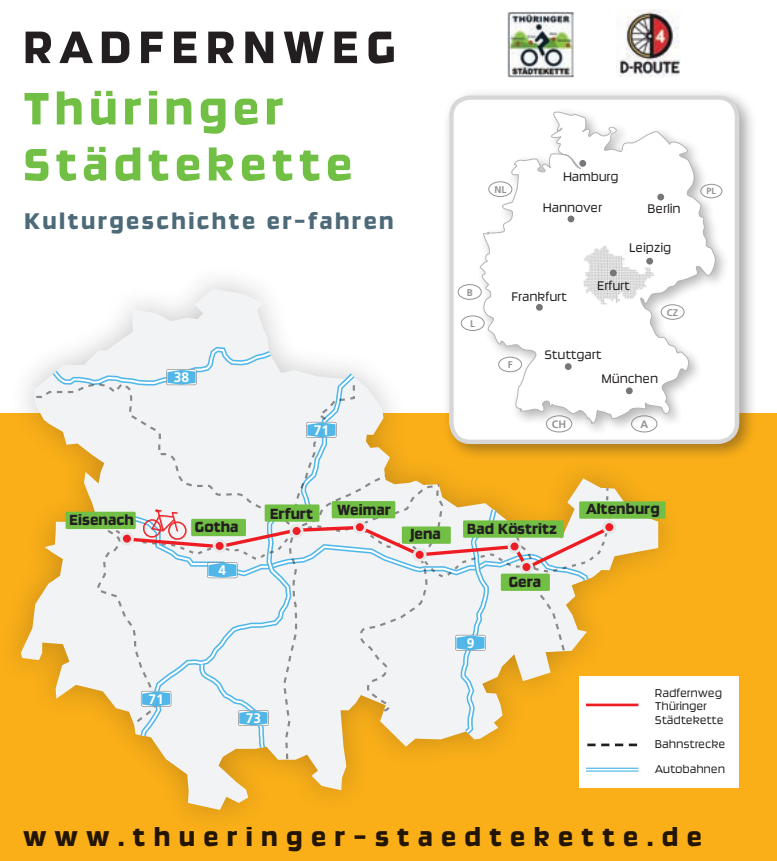 RADFERNWEG
Thüringer
Städtekette
Kulturgeschichte er-fahren
THÜRINGER
STÄDTEKETTE
4
D-ROUTE
Hamburg
NL
PL
Hannover
Berlin
Leipzig
Erfurt
B
Frankfurt
CZ
L
Stuttgart
F
München
CH
A
38
71
Eisenach
Gotha
Erfurt
Weimar
Jena
Bad Köstritz
Altenburg
4
Gera
9
71
73
Radfernweg
Thüringer
Städtekette
Bahnstrecke
Autobahnen
www.thueringer-staedtekette.de